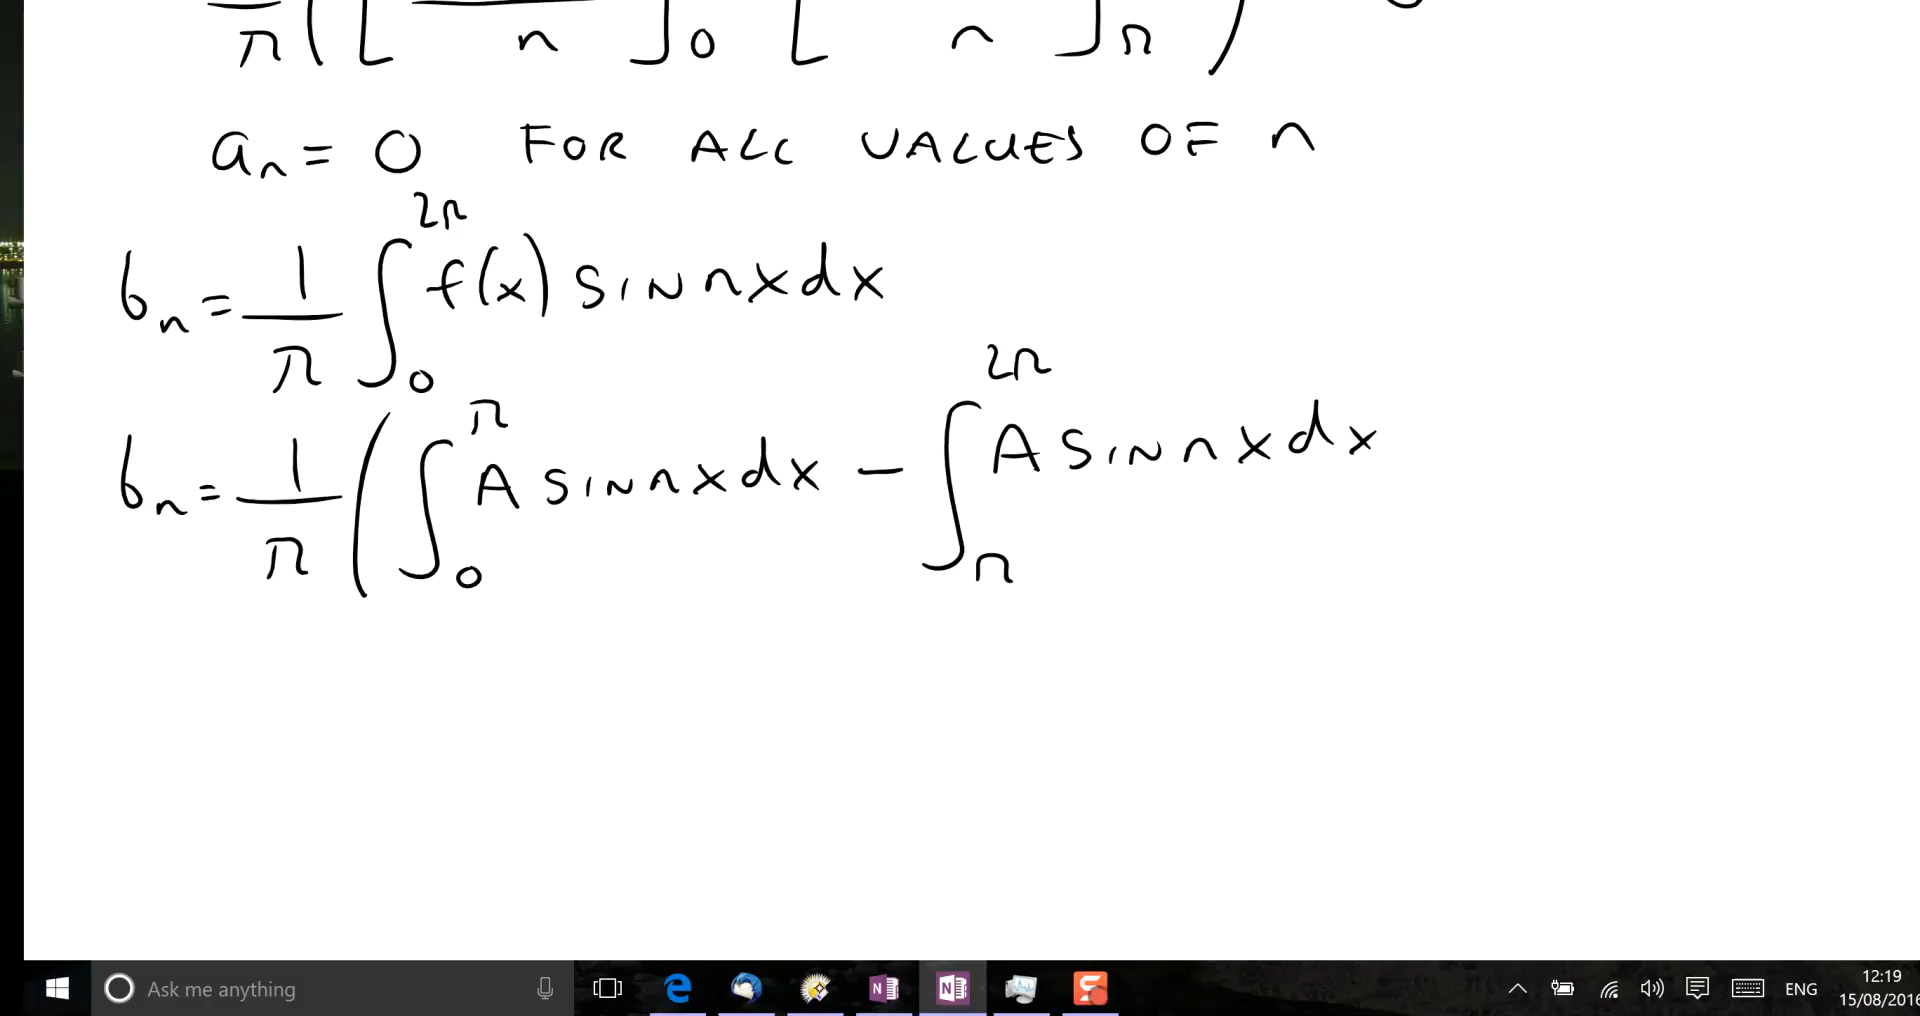 π ( [ n ]0 [ n ]π )
an = 0 FOR ALL VALUES OF n
bn = 1/π ∫₀^2π f(x) SIN nx dx
bn = 1/π ( ∫₀^π A SIN nx dx − ∫π^2π A SIN nx dx
Ask me anything
ENG
12:19
15/08/2016